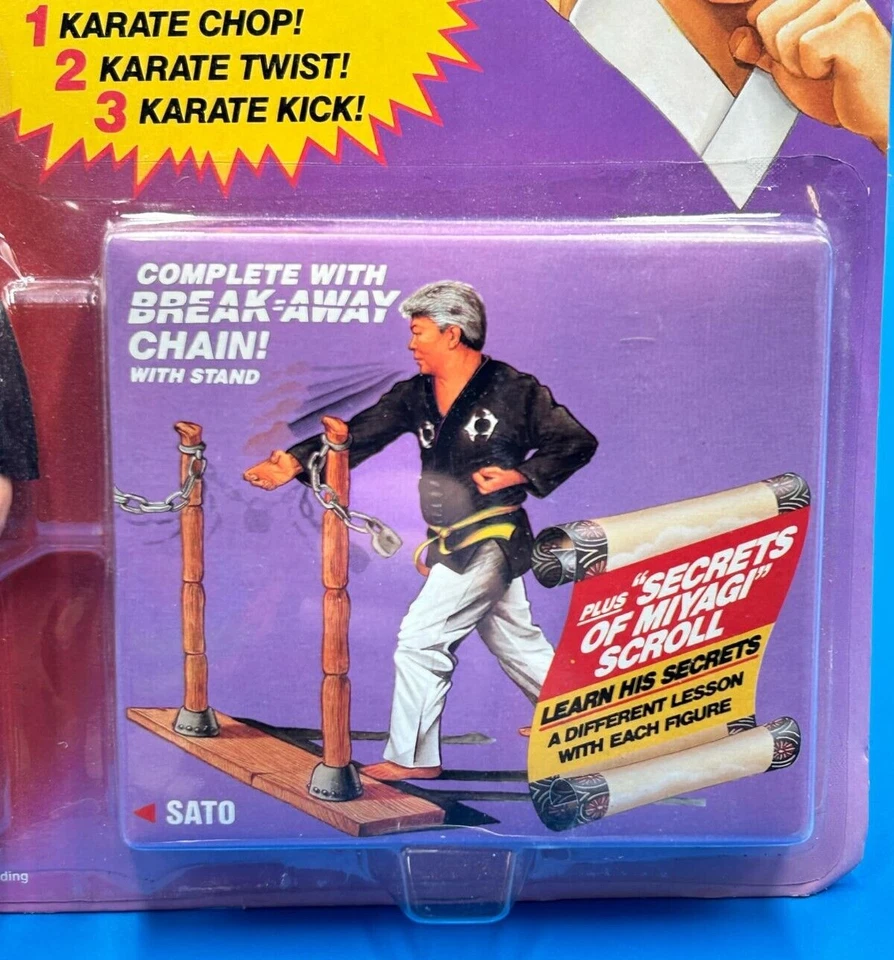 1 KARATE CHOP!
2 KARATE TWIST!
3 KARATE KICK!
COMPLETE WITH
BREAK-AWAY
CHAIN!
WITH STAND
PLUS "SECRETS
OF MIYAGI"
SCROLL
LEARN HIS SECRETS
A DIFFERENT LESSON
WITH EACH FIGURE
SATO
ding